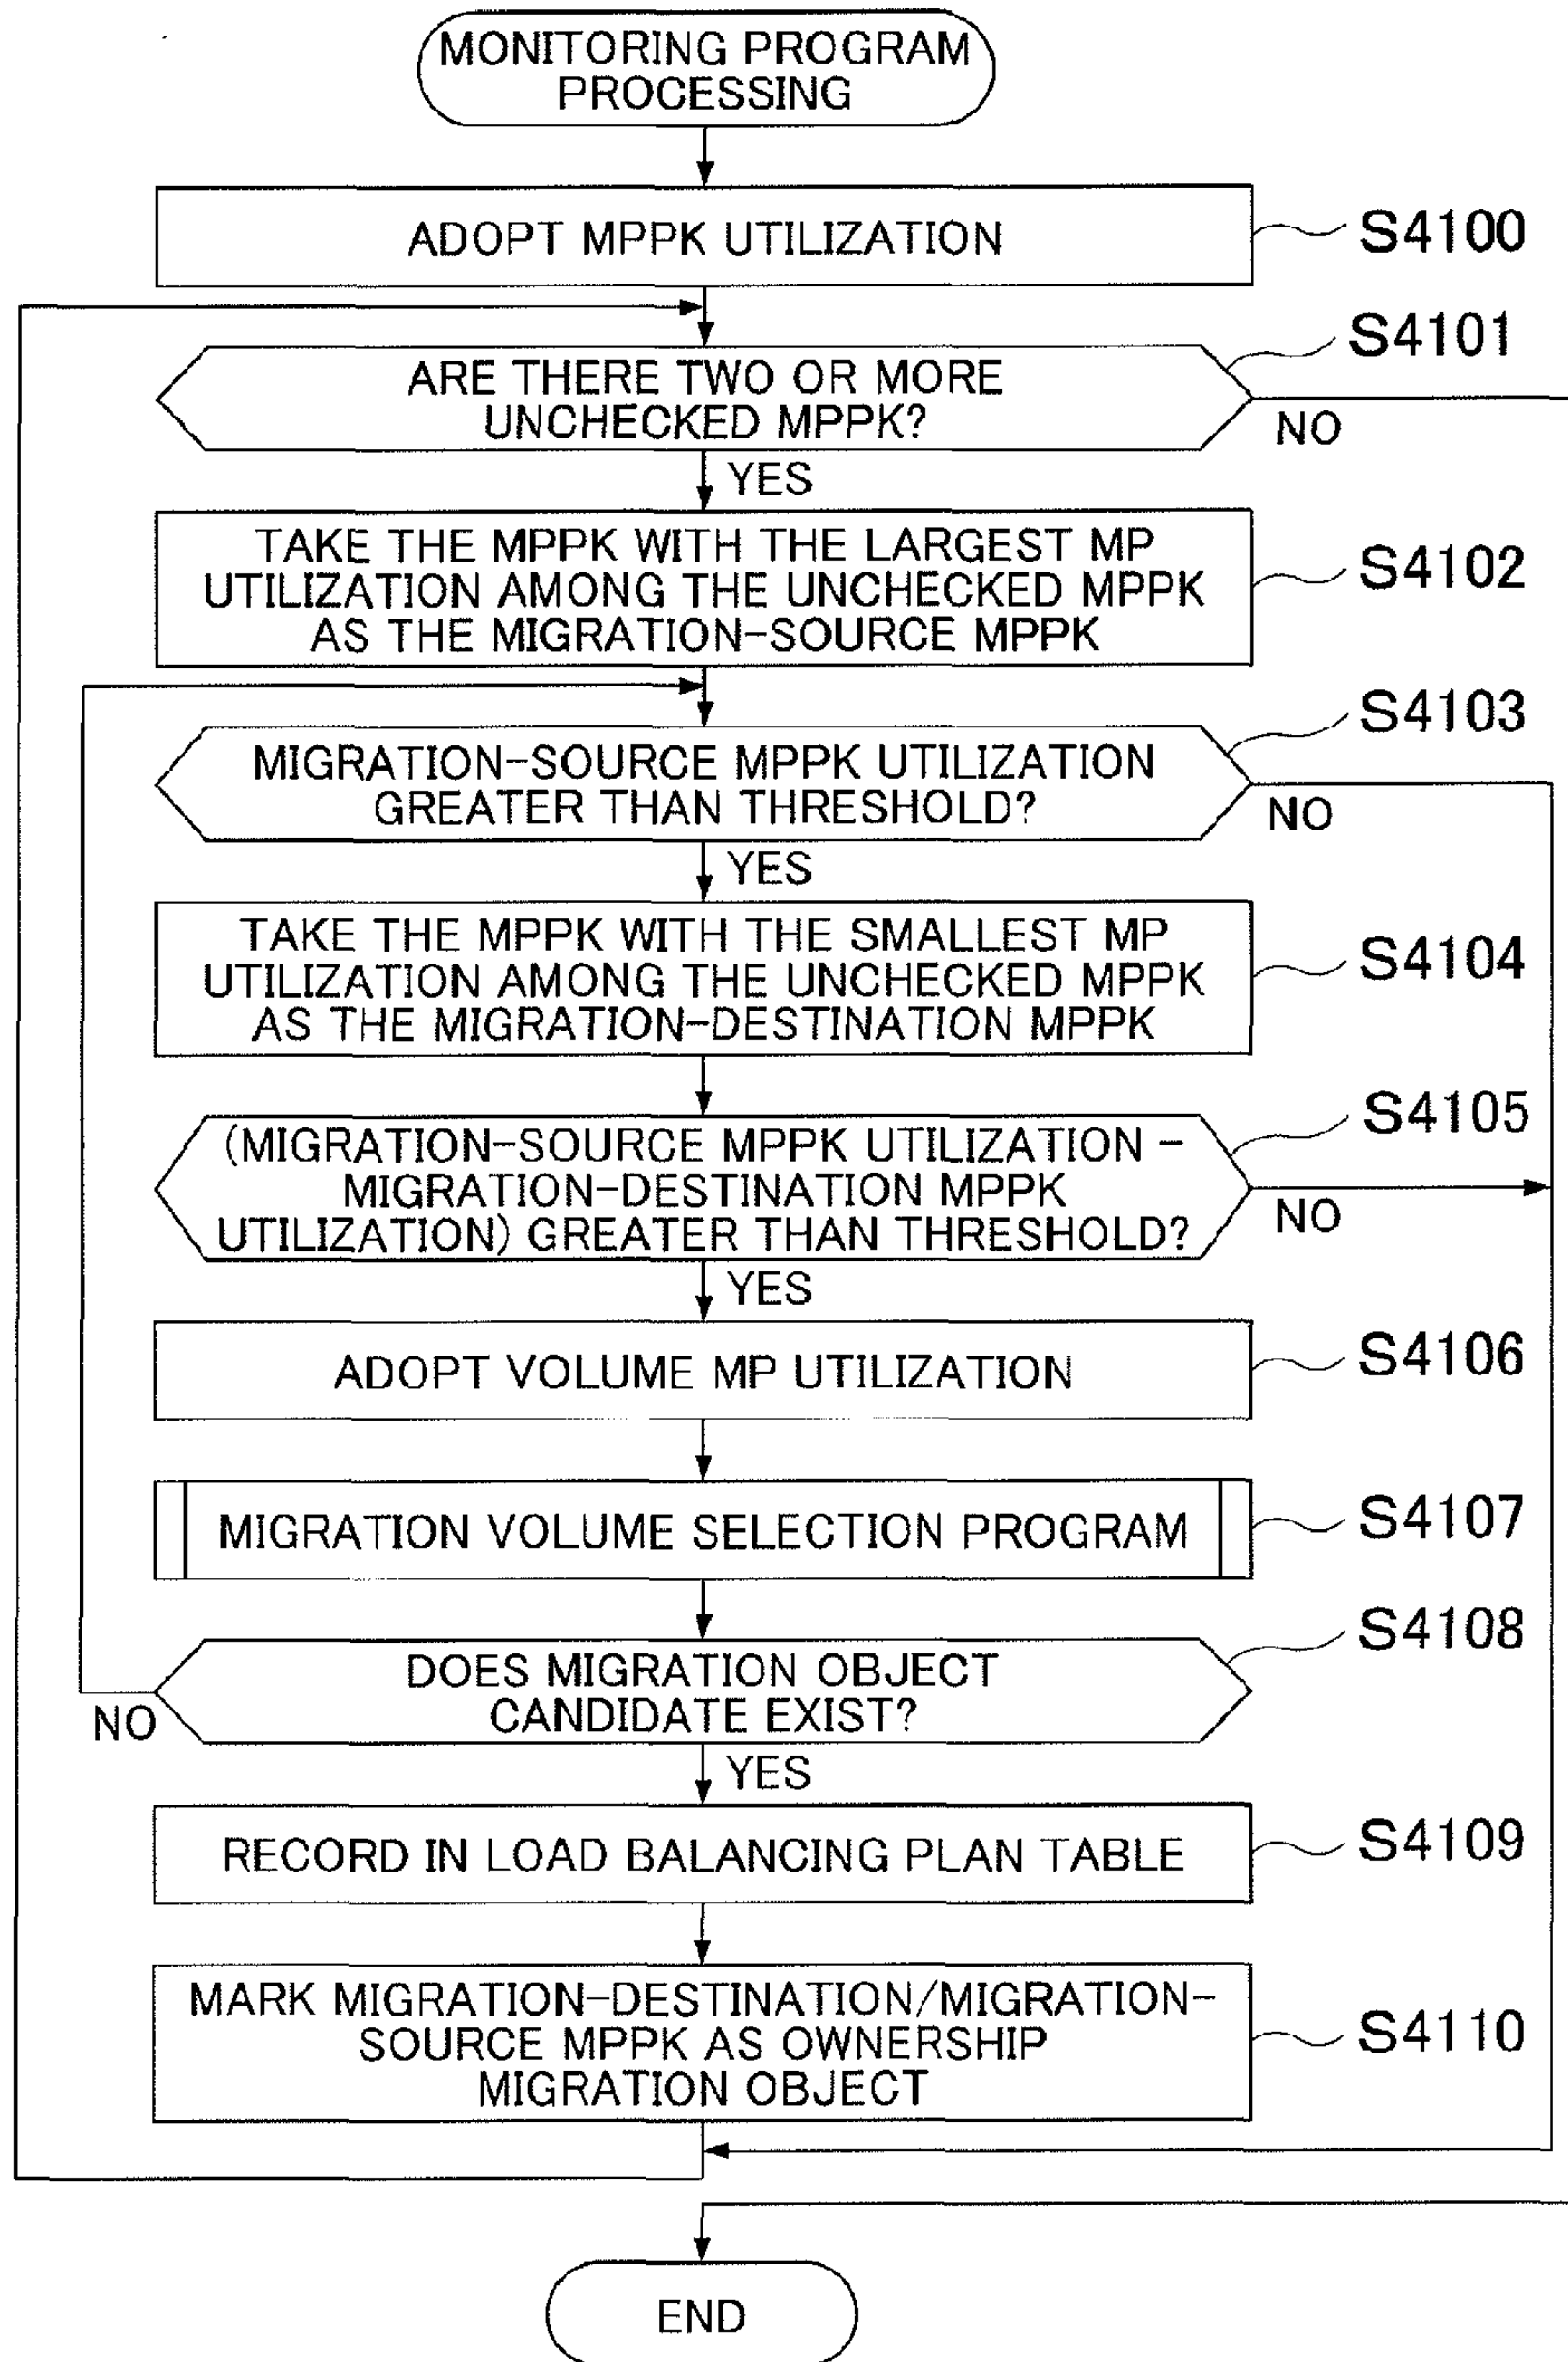 MONITORING PROGRAM
PROCESSING
ADOPT MPPK UTILIZATION
S4100
ARE THERE TWO OR MORE
UNCHECKED MPPK?
S4101
NO
YES
TAKE THE MPPK WITH THE LARGEST MP
UTILIZATION AMONG THE UNCHECKED MPPK
AS THE MIGRATION-SOURCE MPPK
S4102
MIGRATION-SOURCE MPPK UTILIZATION
GREATER THAN THRESHOLD?
S4103
NO
YES
TAKE THE MPPK WITH THE SMALLEST MP
UTILIZATION AMONG THE UNCHECKED MPPK
AS THE MIGRATION-DESTINATION MPPK
S4104
(MIGRATION-SOURCE MPPK UTILIZATION -
MIGRATION-DESTINATION MPPK
UTILIZATION) GREATER THAN THRESHOLD?
S4105
NO
YES
ADOPT VOLUME MP UTILIZATION
S4106
MIGRATION VOLUME SELECTION PROGRAM
S4107
DOES MIGRATION OBJECT
CANDIDATE EXIST?
S4108
NO
YES
RECORD IN LOAD BALANCING PLAN TABLE
S4109
MARK MIGRATION-DESTINATION/MIGRATION-
SOURCE MPPK AS OWNERSHIP
MIGRATION OBJECT
S4110
END